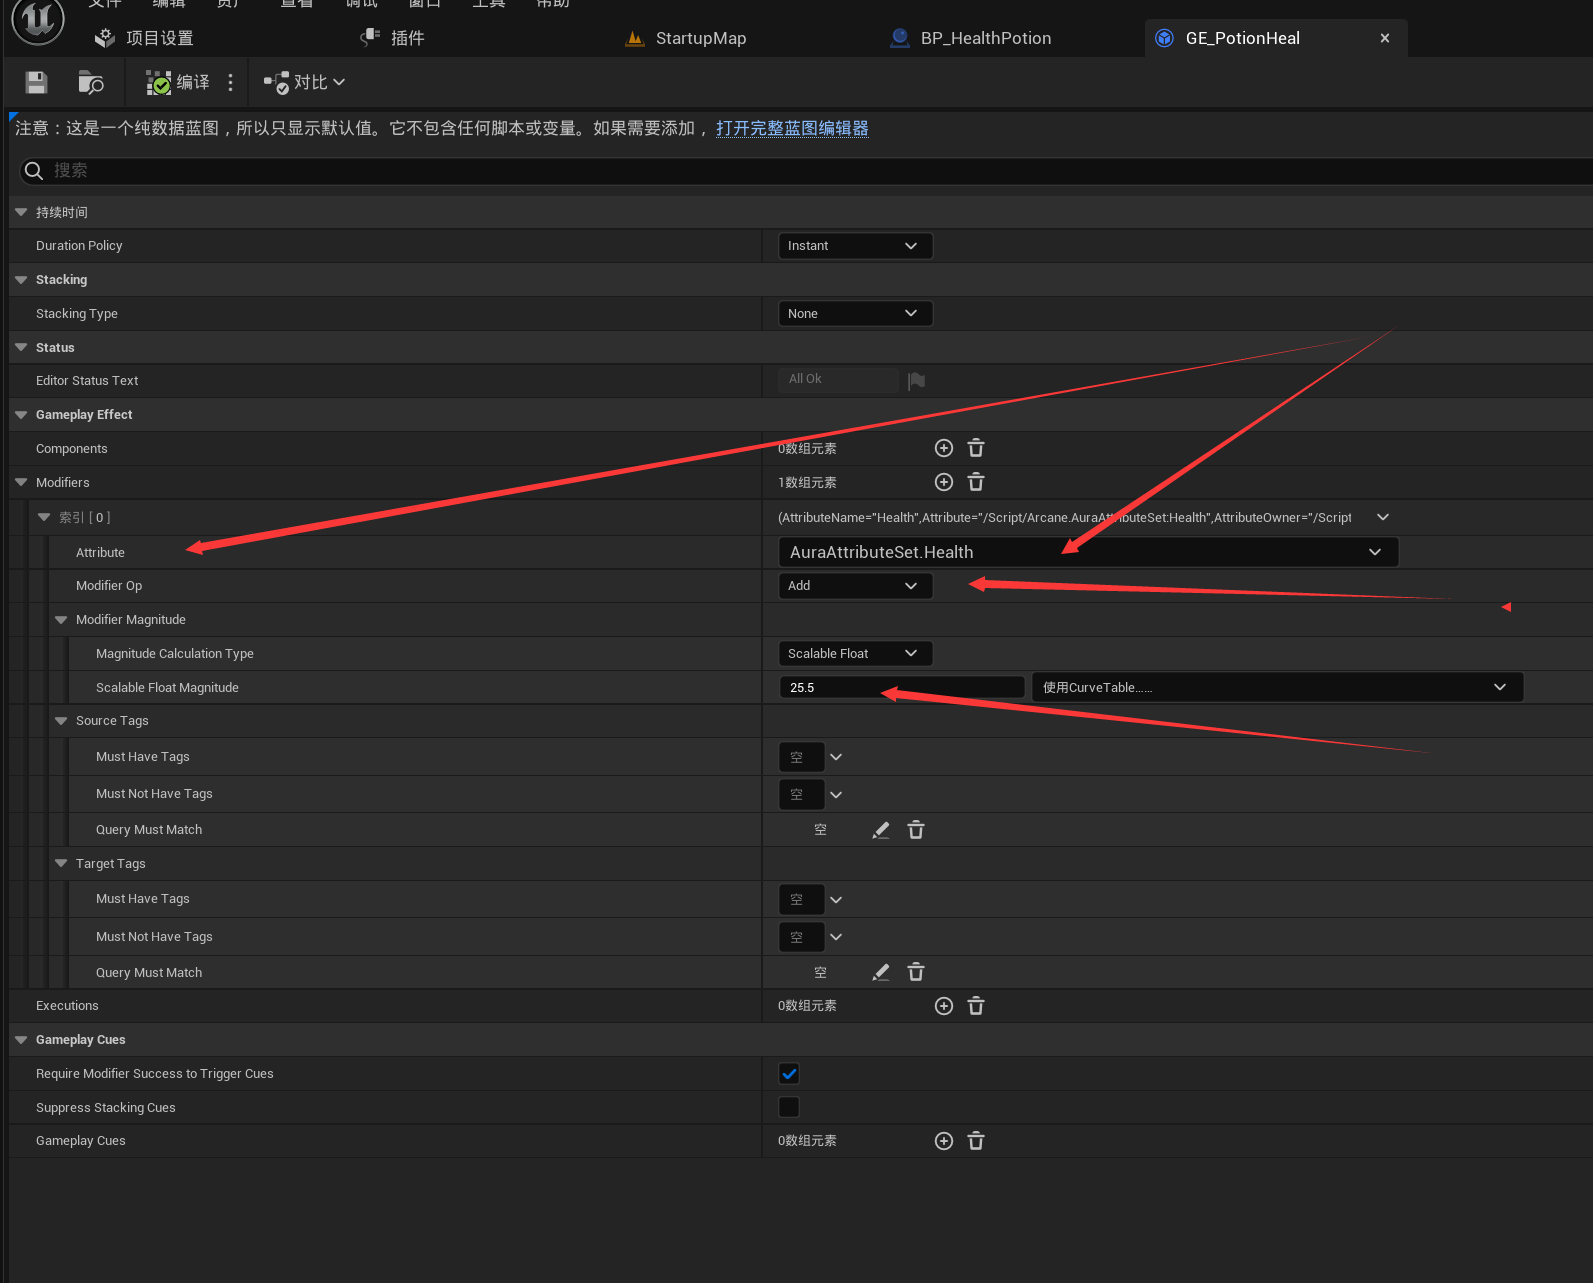 文件 编辑 资产 查看 调试 窗口 工具 帮助
项目设置 插件 StartupMap BP_HealthPotion GE_PotionHeal
编译 对比
注意：这是一个纯数据蓝图，所以只显示默认值。它不包含任何脚本或变量。如果需要添加，打开完整蓝图编辑器
搜索
持续时间
Duration Policy Instant
Stacking
Stacking Type None
Status
Editor Status Text All Ok
Gameplay Effect
Components 0数组元素
Modifiers 1数组元素
索引 [ 0 ] (AttributeName="Health",Attribute="/Script/Arcane.AuraAttributeSet:Health",AttributeOwner="/Script
Attribute AuraAttributeSet.Health
Modifier Op Add
Modifier Magnitude
Magnitude Calculation Type Scalable Float
Scalable Float Magnitude 25.5 使用CurveTable……
Source Tags
Must Have Tags 空
Must Not Have Tags 空
Query Must Match 空
Target Tags
Must Have Tags 空
Must Not Have Tags 空
Query Must Match 空
Executions 0数组元素
Gameplay Cues
Require Modifier Success to Trigger Cues
Suppress Stacking Cues
Gameplay Cues 0数组元素